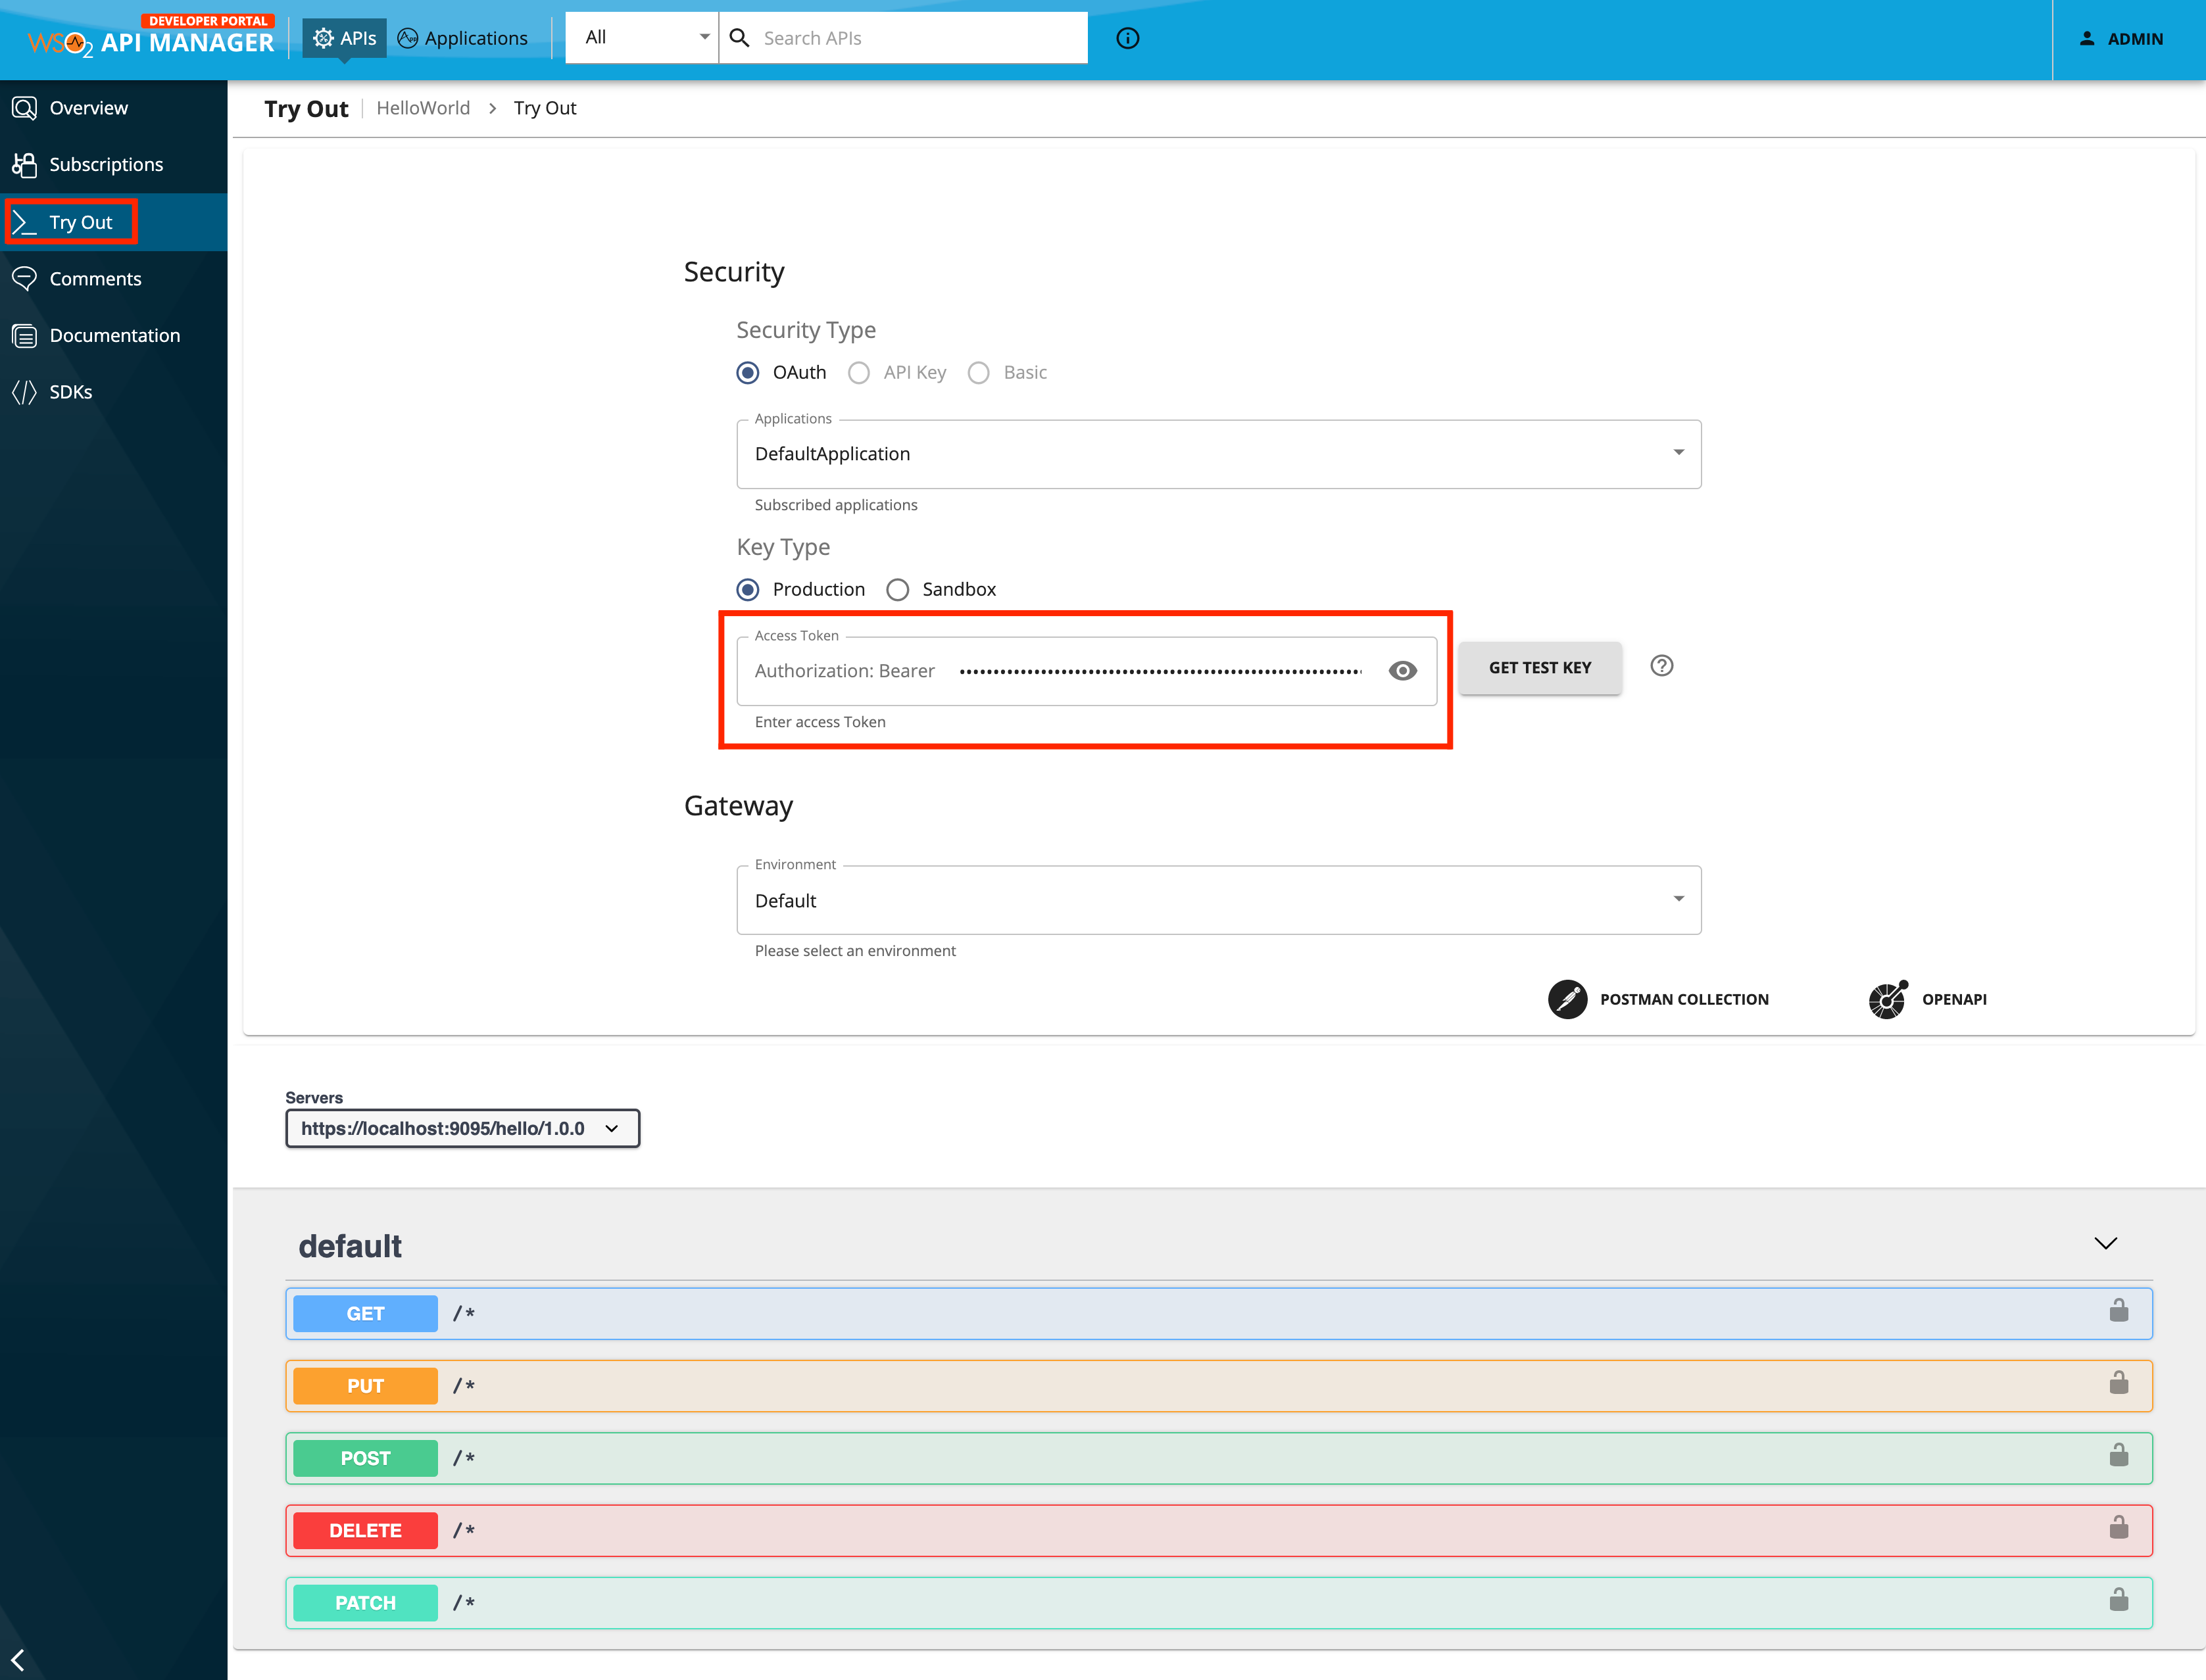 DEVELOPER PORTAL
WSO2 API MANAGER
APIs
Applications
All
Search APIs
ADMIN
Overview
Subscriptions
Try Out
Comments
Documentation
SDKs
Try Out
HelloWorld > Try Out
Security
Security Type
OAuth
API Key
Basic
Applications
DefaultApplication
Subscribed applications
Key Type
Production
Sandbox
Access Token
Authorization: Bearer
GET TEST KEY
Enter access Token
Gateway
Environment
Default
Please select an environment
POSTMAN COLLECTION
OPENAPI
Servers
https://localhost:9095/hello/1.0.0
default
GET /*
PUT /*
POST /*
DELETE /*
PATCH /*